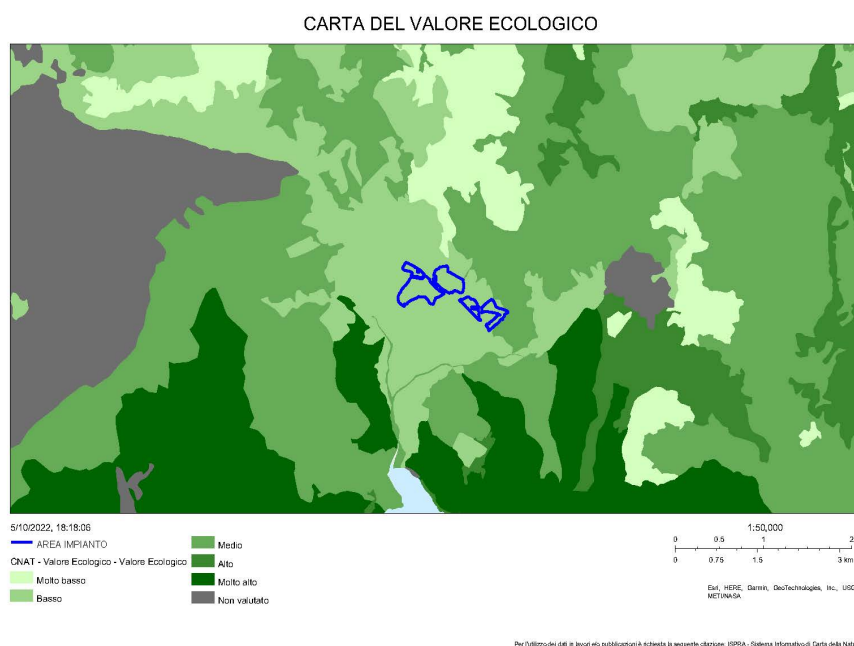 CARTA DEL VALORE ECOLOGICO
5/10/2022, 18:18:06
AREA IMPIANTO
CNAT - Valore Ecologico - Valore Ecologico
Molto basso
Basso
Medio
Alto
Molto alto
Non valutato
1:50,000
0 0.5 1 2
0 0.75 1.5 3 km
Esri, HERE, Garmin, GeoTechnologies, Inc., USG
METI/NASA
Per l'utilizzo dei dati in lavori e/o pubblicazioni è richiesta la seguente citazione: ISPRA - Sistema Informativo di Carta della Natu